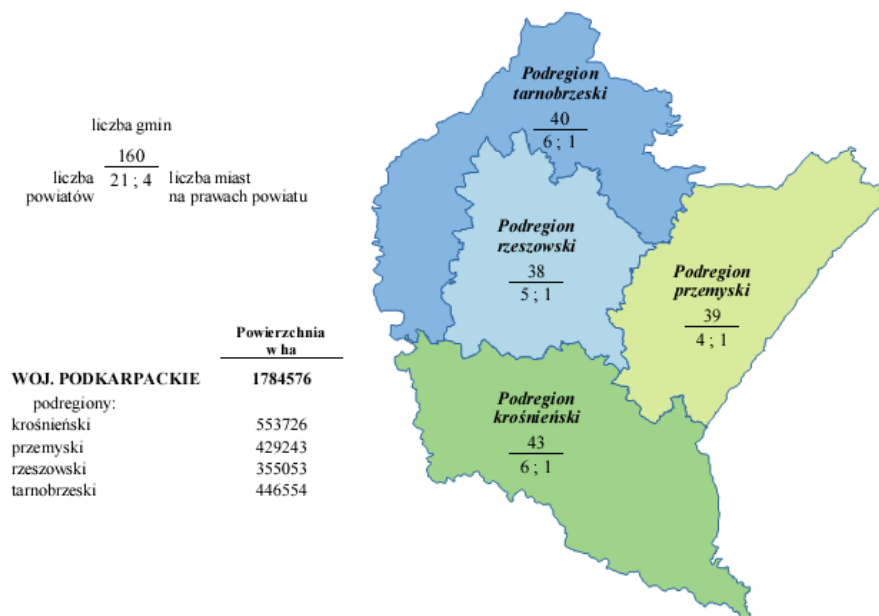 liczba gmin
160
liczba powiatów
21 ; 4
liczba miast
na prawach powiatu
Podregion
tarnobrzeski
40
6 ; 1
Podregion
rzeszowski
38
5 ; 1
Podregion
przemyski
39
4 ; 1
Podregion
krośnieński
43
6 ; 1
Powierzchnia
w ha
WOJ. PODKARPACKIE 1784576
podregiony:
krośnieński 553726
przemyski 429243
rzeszowski 355053
tarnobrzeski 446554